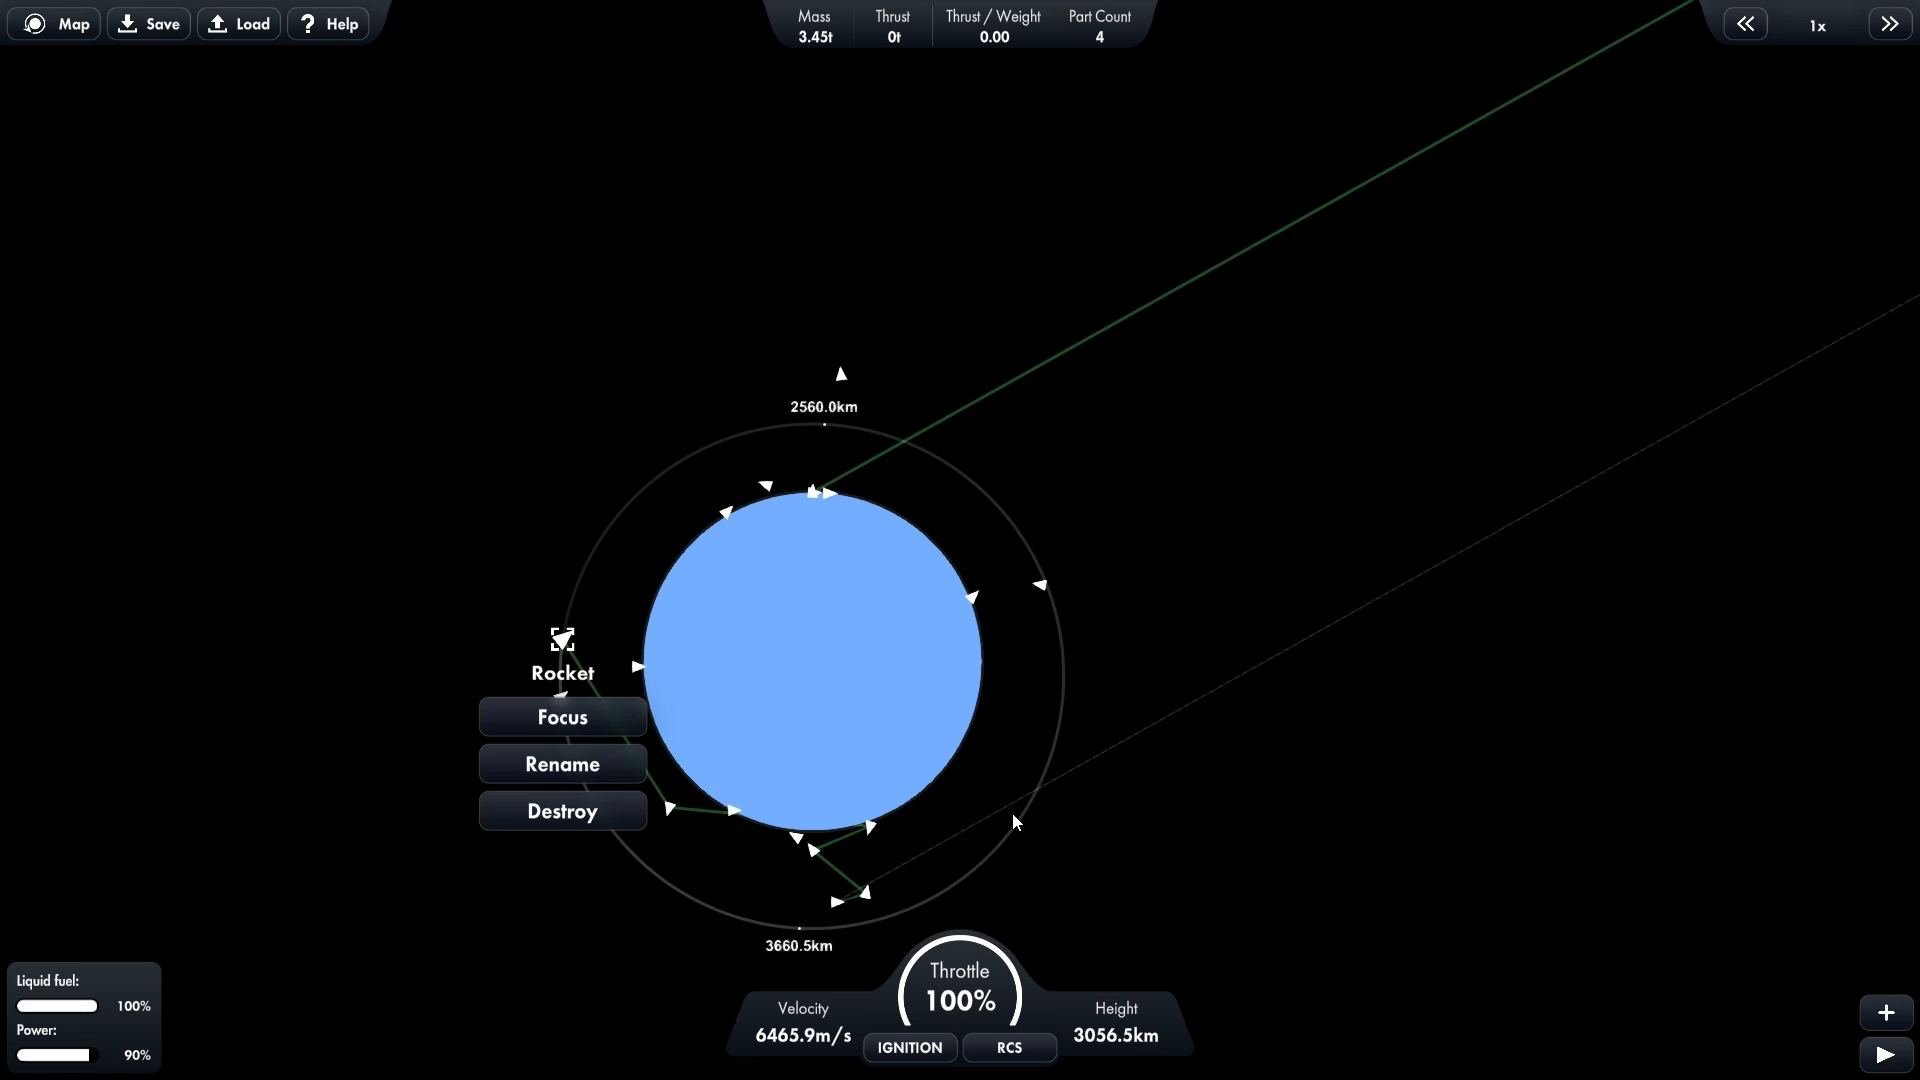 Map
Save
Load
? Help
Mass
3.45t
Thrust
0t
Thrust / Weight
0.00
Part Count
4
1x
2560.0km
Rocket
Focus
Rename
Destroy
3660.5km
Liquid fuel:
100%
Power:
90%
Throttle
100%
Velocity
6465.9m/s
Height
3056.5km
IGNITION
RCS